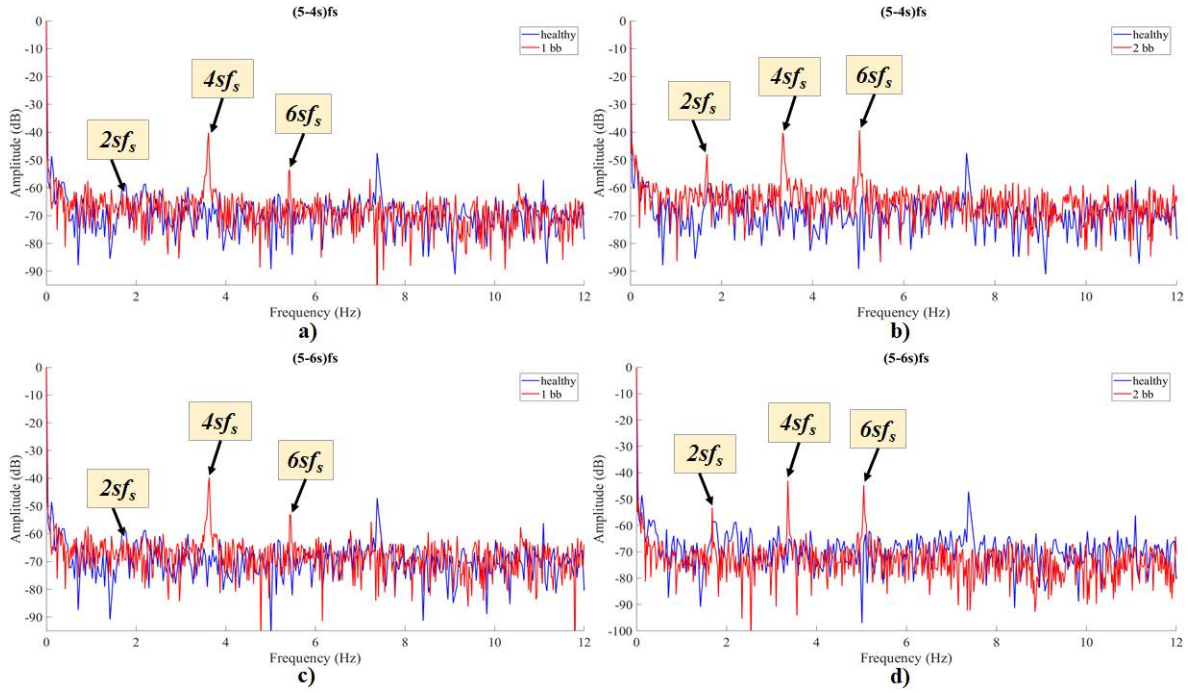 (5-4s)fs
0
-10
-20
-30
-40
-50
-60
-70
-80
-90
Amplitude (dB)
healthy
1 bb
4sfs
6sfs
2sfs
0 2 4 6 8 10 12
Frequency (Hz)
a)
(5-4s)fs
0
-10
-20
-30
-40
-50
-60
-70
-80
-90
Amplitude (dB)
healthy
2 bb
4sfs
6sfs
2sfs
0 2 4 6 8 10 12
Frequency (Hz)
b)
(5-6s)fs
0
-10
-20
-30
-40
-50
-60
-70
-80
-90
Amplitude (dB)
healthy
1 bb
4sfs
6sfs
2sfs
0 2 4 6 8 10 12
Frequency (Hz)
c)
(5-6s)fs
0
-10
-20
-30
-40
-50
-60
-70
-80
-90
-100
Amplitude (dB)
healthy
2 bb
4sfs
6sfs
2sfs
0 2 4 6 8 10 12
Frequency (Hz)
d)